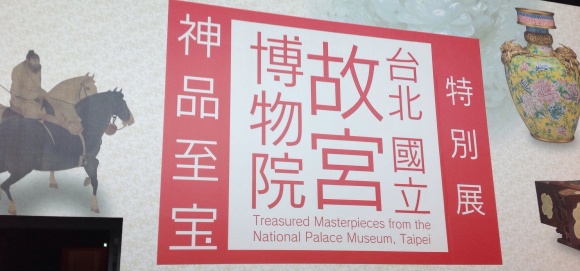 特別展
台北 國立
故宮
博物院
神品至宝
Treasured Masterpieces from the
National Palace Museum, Taipei